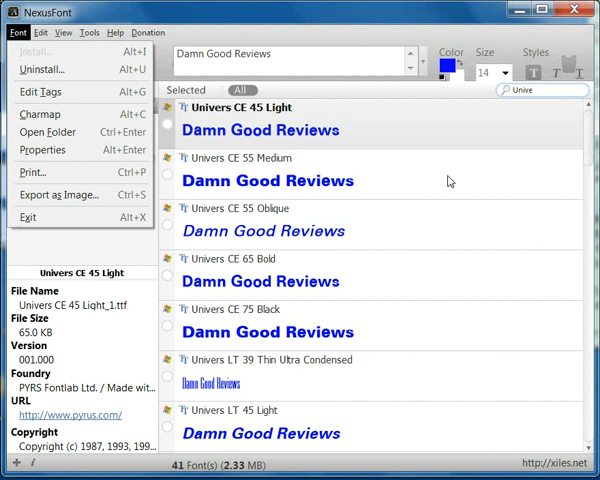 NexusFont
Font Edit View Tools Help Donation
Install... Alt+I
Uninstall... Alt+U
Edit Tags Alt+G
Charmap Alt+C
Open Folder Ctrl+Enter
Properties Alt+Enter
Print... Ctrl+P
Export as Image... Ctrl+S
Exit Alt+X
Damn Good Reviews
Color Size Styles
14
Selected All Unive
Univers CE 45 Light
Damn Good Reviews
Univers CE 55 Medium
Damn Good Reviews
Univers CE 55 Oblique
Damn Good Reviews
Univers CE 65 Bold
Damn Good Reviews
Univers CE 75 Black
Damn Good Reviews
Univers LT 39 Thin Ultra Condensed
Damn Good Reviews
Univers LT 45 Light
Damn Good Reviews
Univers CE 45 Light
File Name
Univers CE 45 Light_1.ttf
File Size
65.0 KB
Version
001.000
Foundry
PYRS Fontlab Ltd. / Made wit...
URL
http://www.pyrus.com/
Copyright
Copyright (c) 1987, 1993, 199...
41 Font(s) (2.33 MB)
http://xiles.net